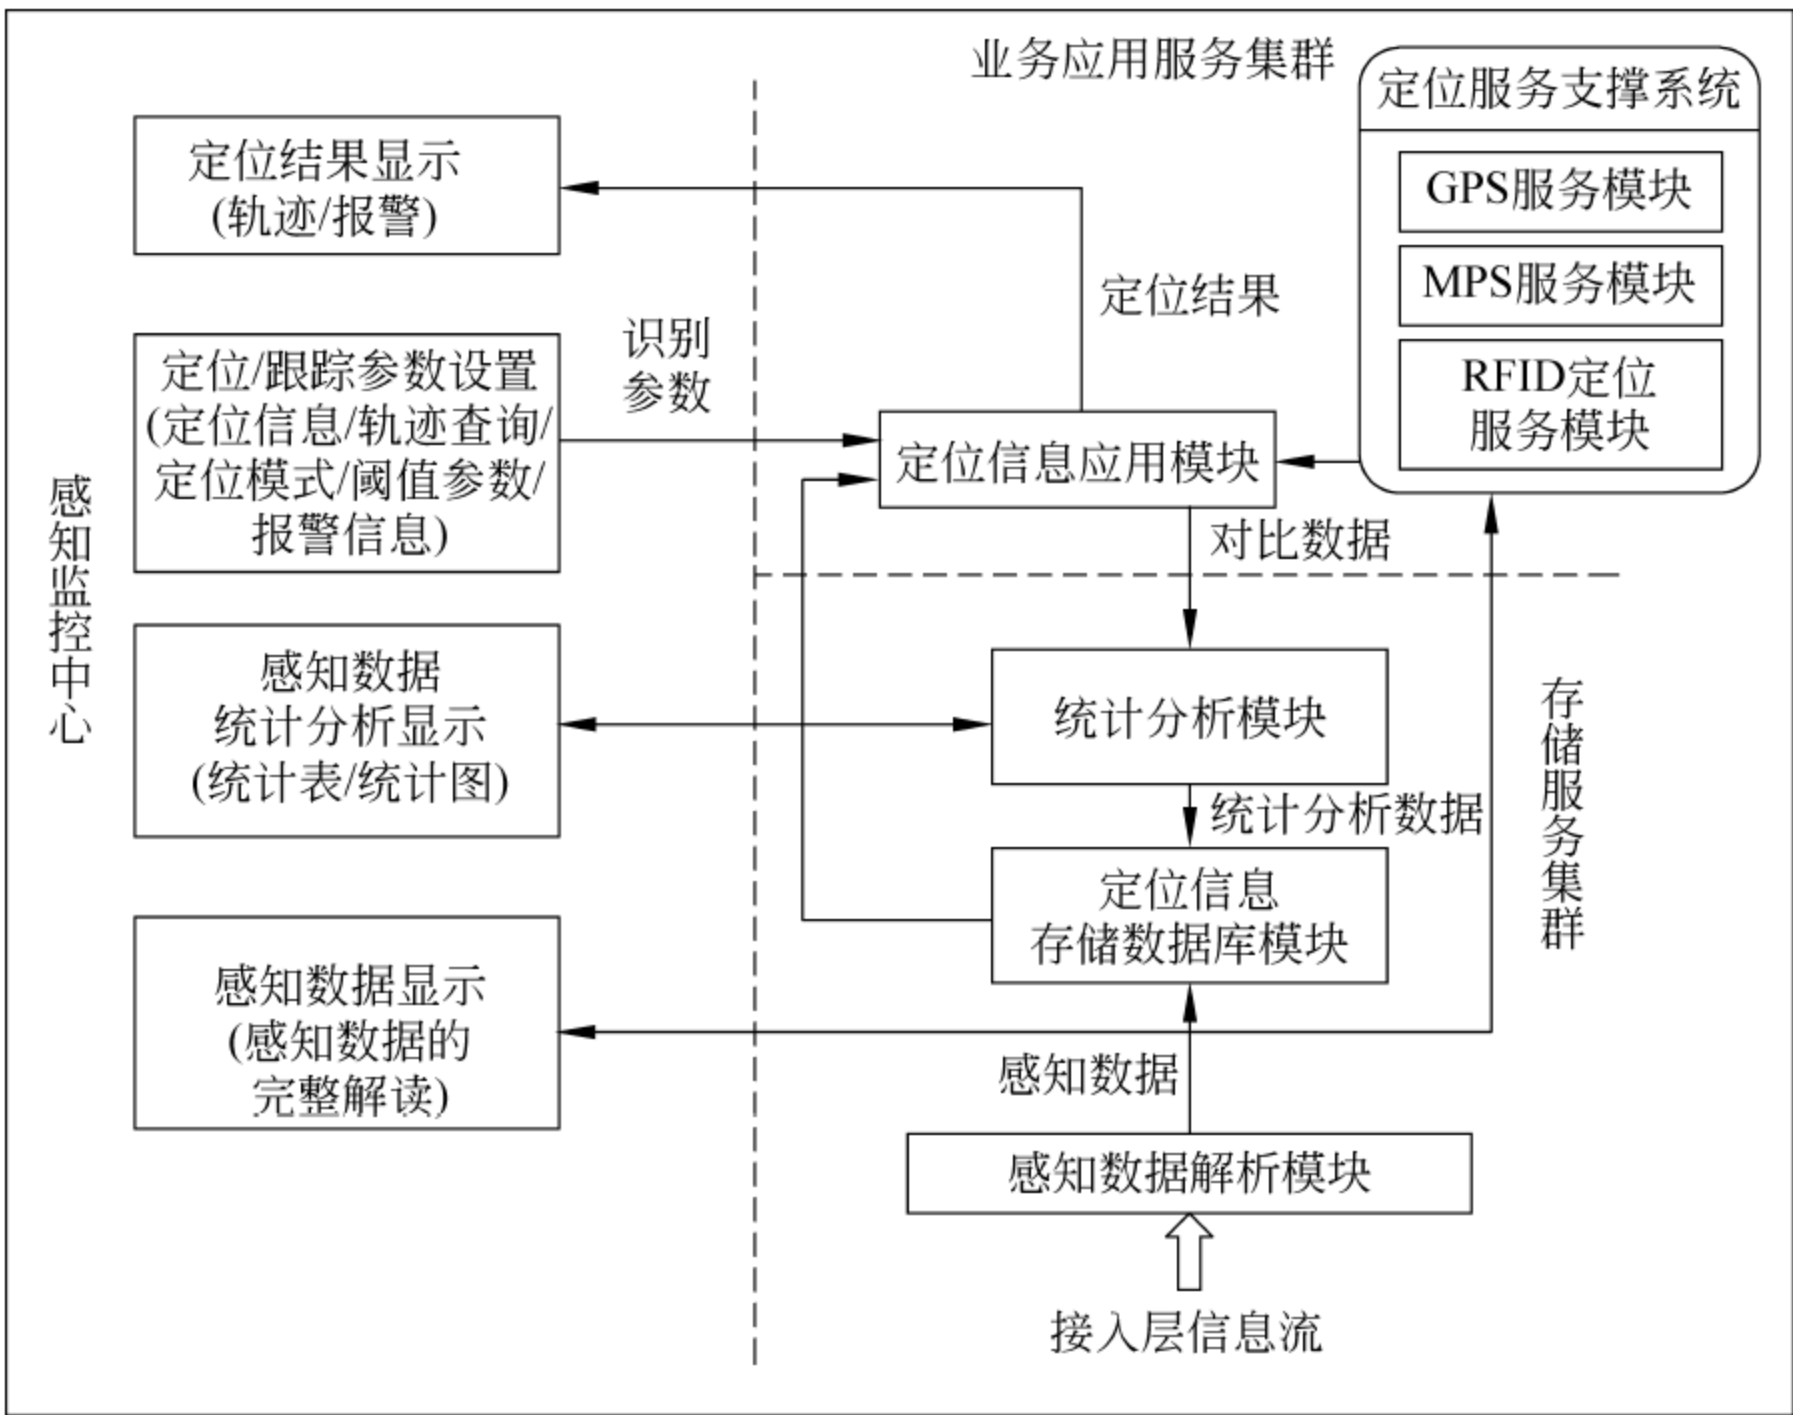 业务应用服务集群
定位服务支撑系统
GPS服务模块
MPS服务模块
RFID定位
服务模块
定位结果显示
(轨迹/报警)
定位结果
识别
参数
定位/跟踪参数设置
(定位信息/轨迹查询/
定位模式/阈值参数/
报警信息)
定位信息应用模块
对比数据
感知监控中心
感知数据
统计分析显示
(统计表/统计图)
统计分析模块
统计分析数据
存储服务集群
定位信息
存储数据库模块
感知数据显示
(感知数据的
完整解读)
感知数据
感知数据解析模块
接入层信息流